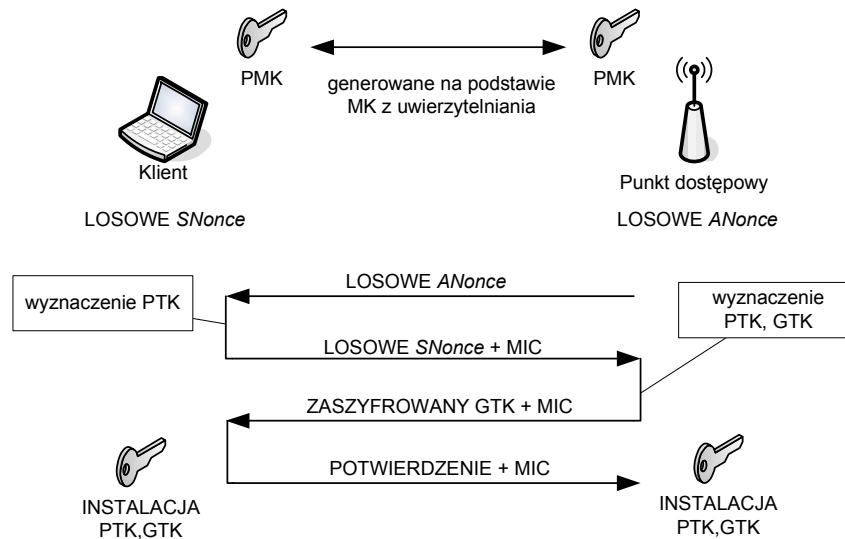 PMK
PMK
generowane na podstawie
MK z uwierzytelniania
Klient
Punkt dostępowy
LOSOWE SNonce
LOSOWE ANonce
LOSOWE ANonce
wyznaczenie PTK
wyznaczenie
PTK, GTK
LOSOWE SNonce + MIC
ZASZYFROWANY GTK + MIC
POTWIERDZENIE + MIC
INSTALACJA
PTK,GTK
INSTALACJA
PTK,GTK